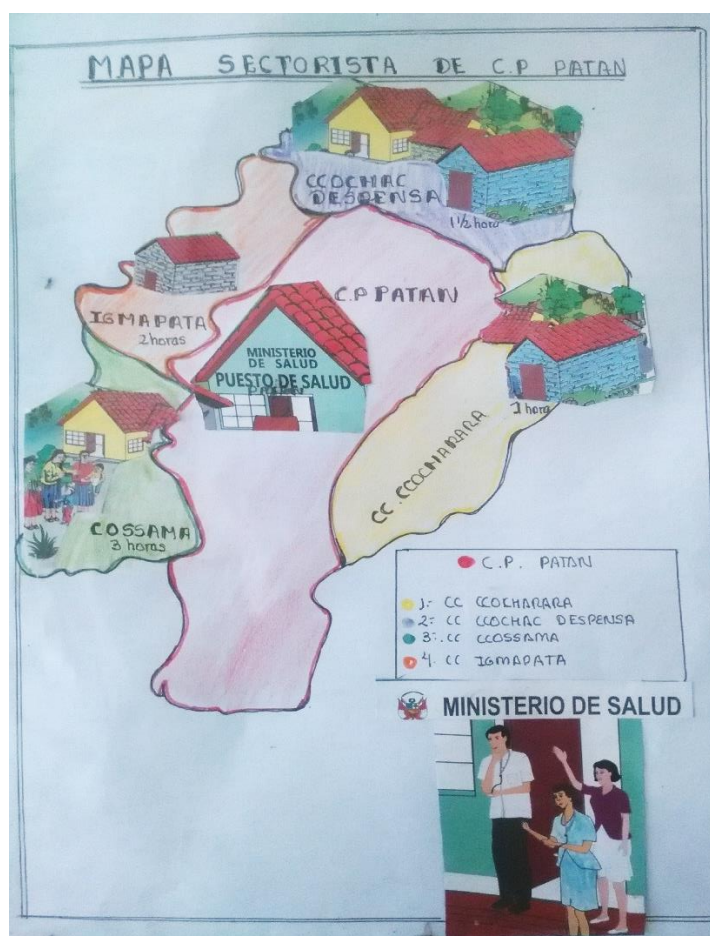 MAPA SECTORISTA DE C.P PATAN
CCOCHAC
DESPENSA
1 1/2 hora
C.P PATAN
IGMAPATA
2 horas
MINISTERIO
DE SALUD
PUESTO DE SALUD
1 hora
CC. CCOCHARARA
COSSAMA
3 horas
C.P. PATAN
1.- CC CCOCHARARA
2- CC CCOCHAC DESPENSA
3-. CC CCOSSAMA
4. CC IGMAPATA
MINISTERIO DE SALUD